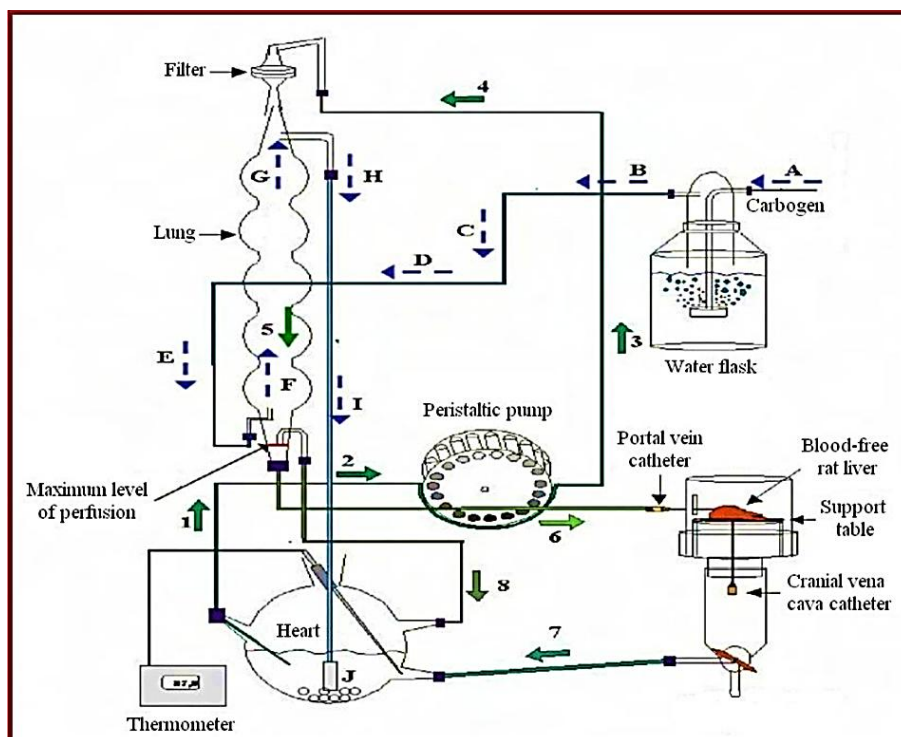 Filter
4
G
H
B
A
Carbogen
Lung
C
D
5
3
E
F
I
Water flask
Peristaltic pump
Portal vein
catheter
Blood-free
rat liver
2
Maximum level
of perfusion
Support
table
1
6
8
Cranial vena
cava catheter
Heart
7
J
Thermometer